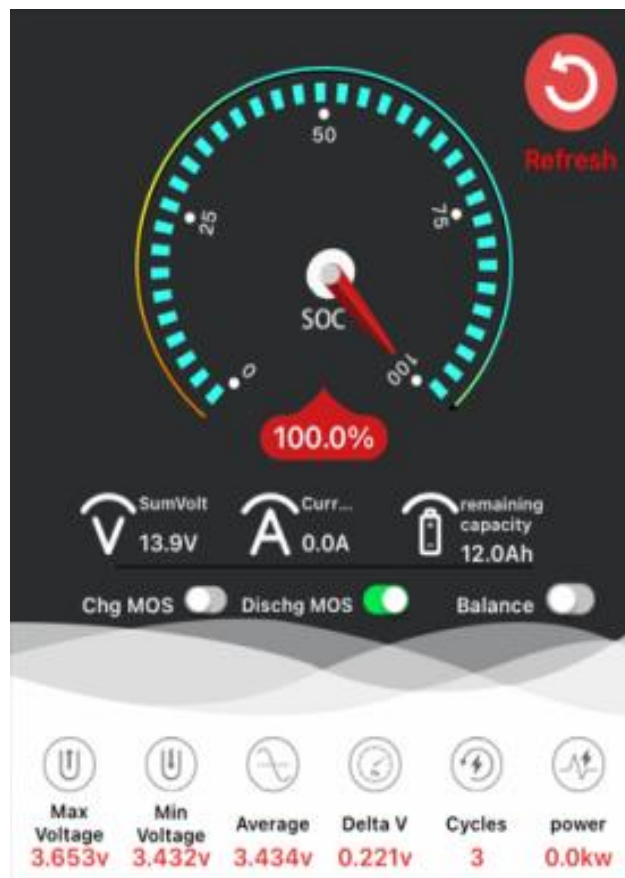 Refresh
50
25
75
SOC
0
100
100.0%
SumVolt
V 13.9V
Curr...
A 0.0A
remaining
capacity
12.0Ah
Chg MOS
Dischg MOS
Balance
Max
Voltage
3.653v
Min
Voltage
3.432v
Average
3.434v
Delta V
0.221v
Cycles
3
power
0.0kw